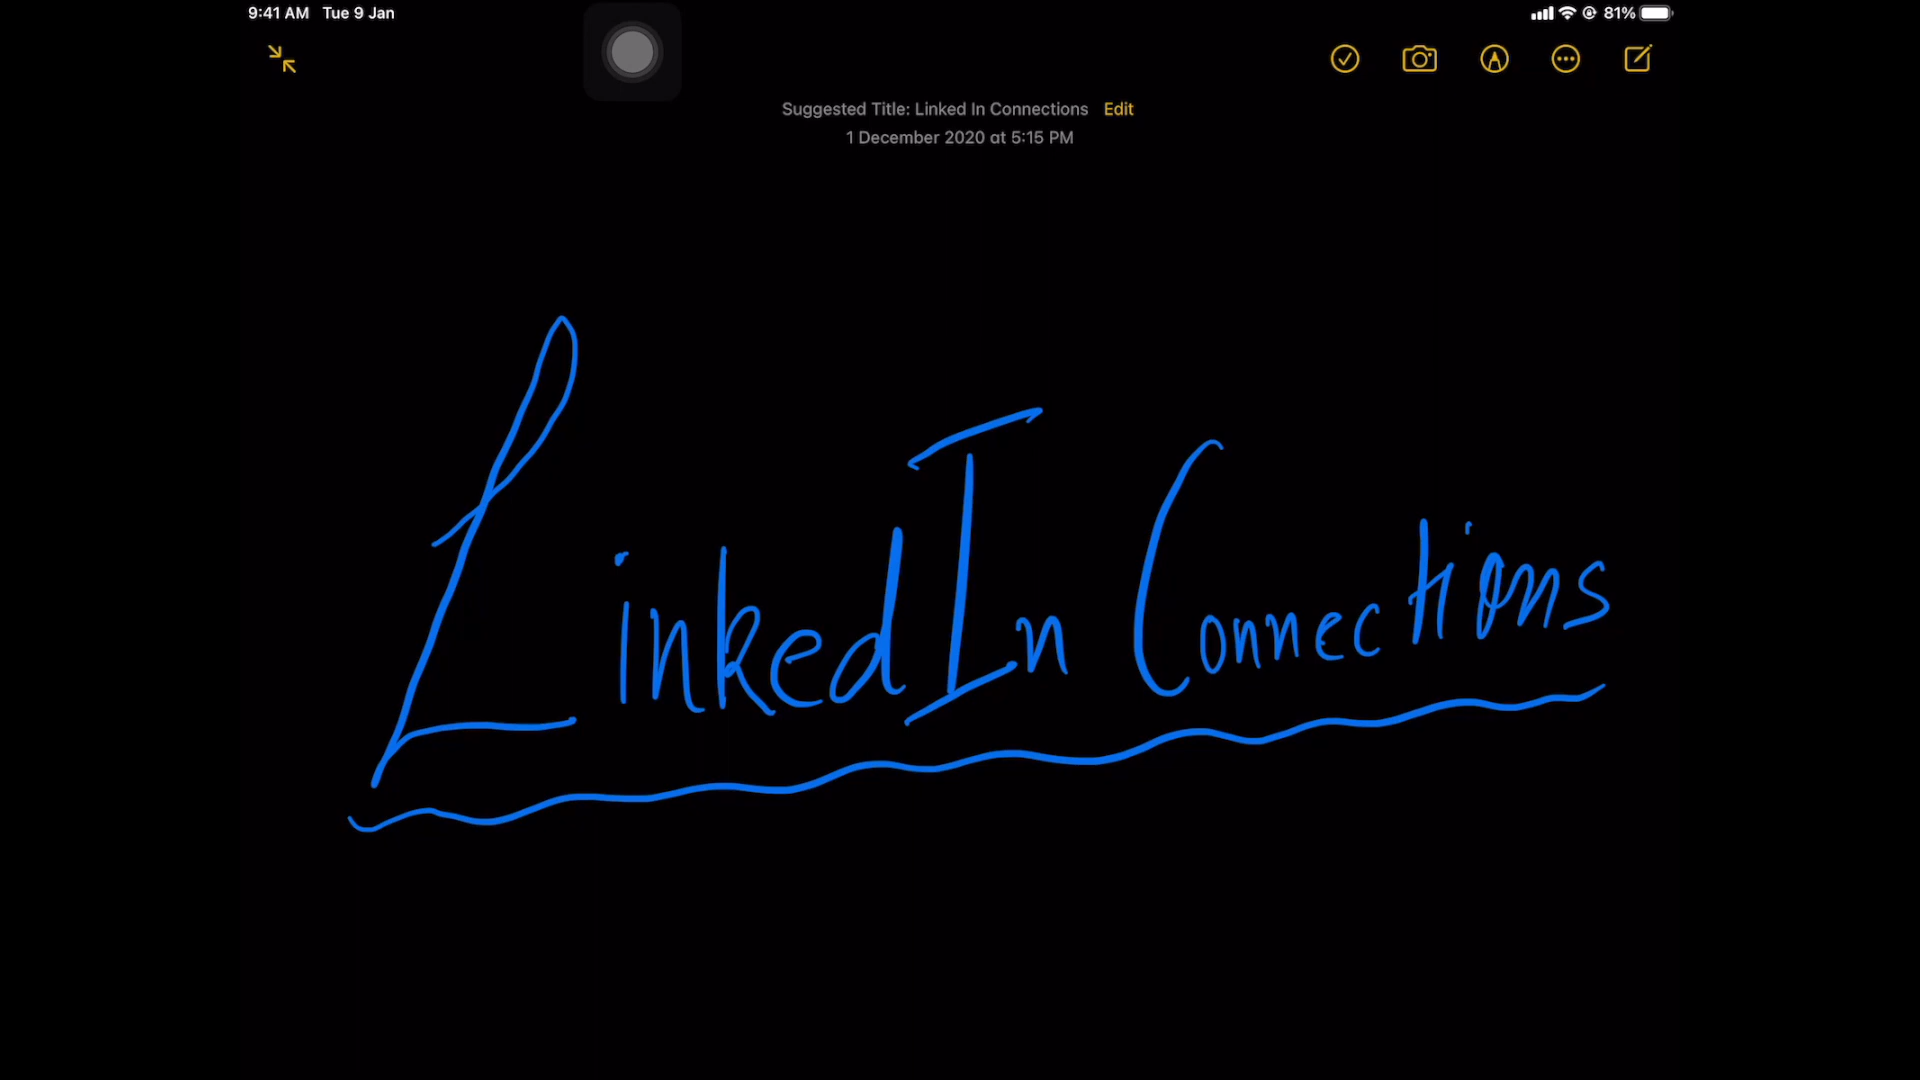 9:41 AM Tue 9 Jan 81%
Suggested Title: Linked In Connections Edit
1 December 2020 at 5:15 PM
LinkedIn Connections